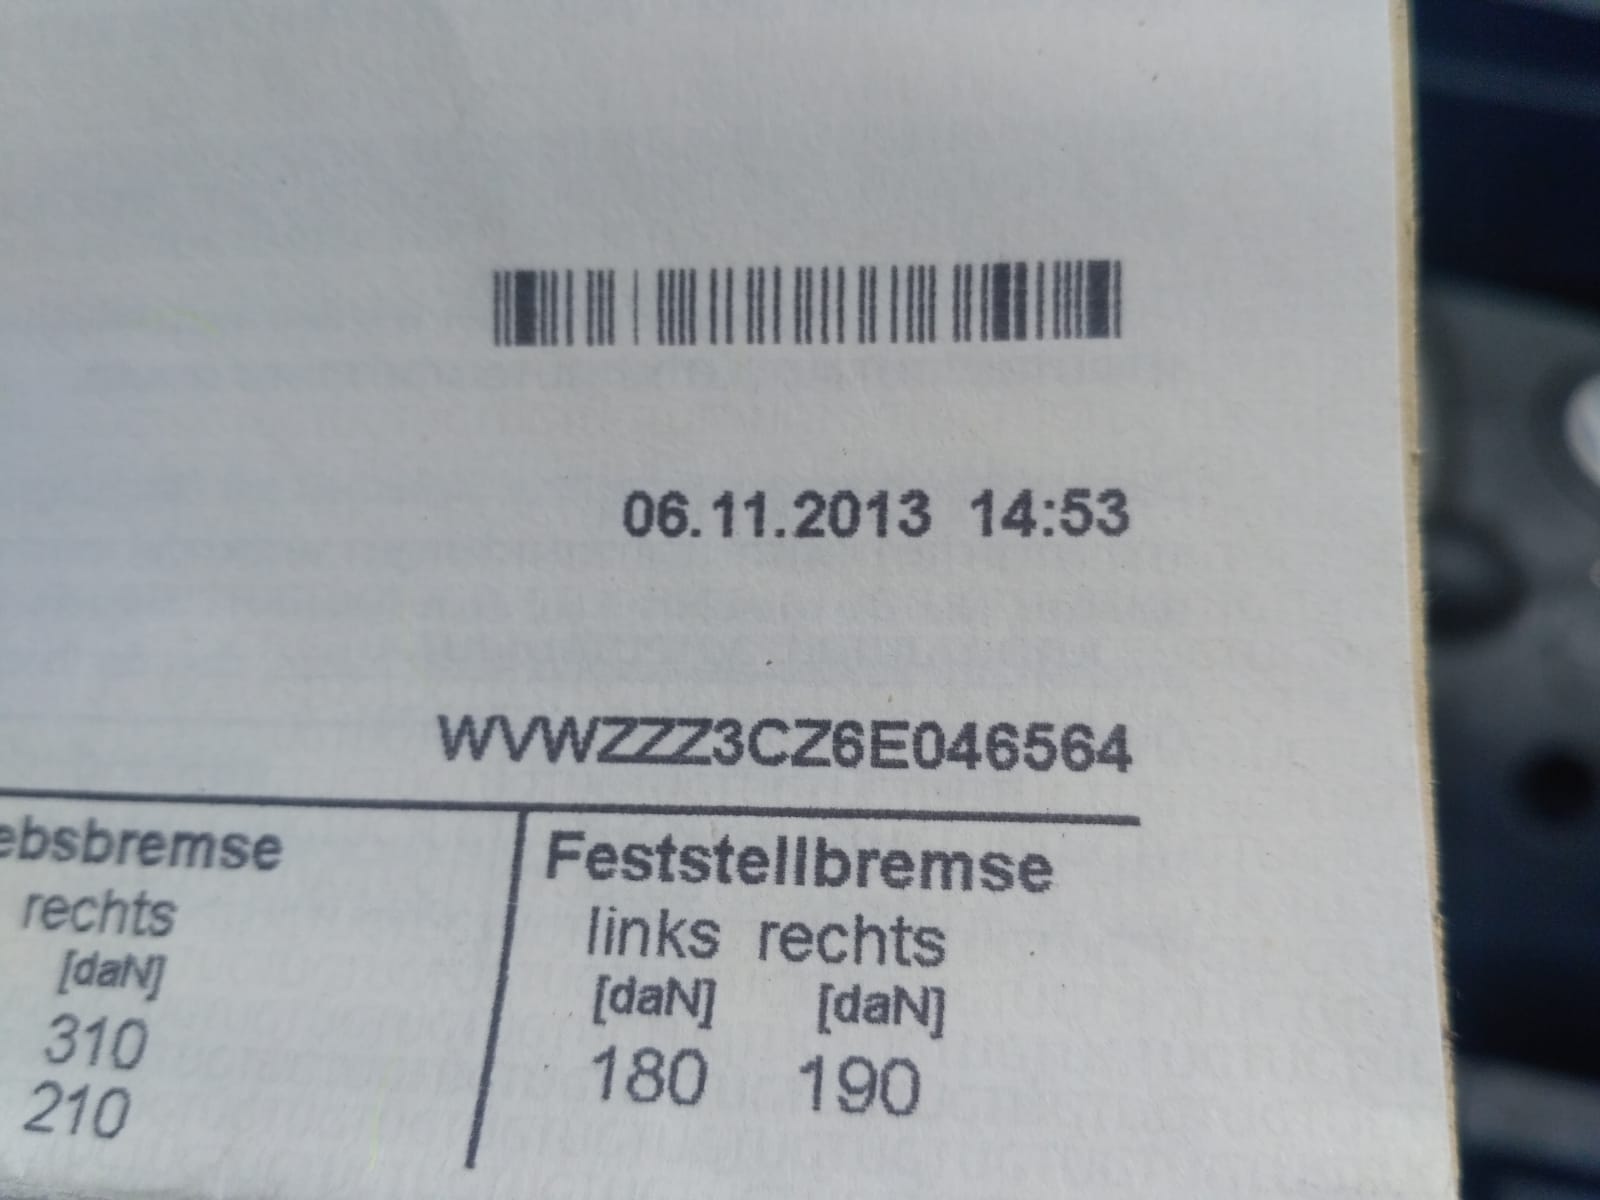 06.11.2013 14:53
WVWZZZ3CZ6E046564
ebsbremse Feststellbremse
rechts links rechts
[daN] [daN] [daN]
310 180 190
210